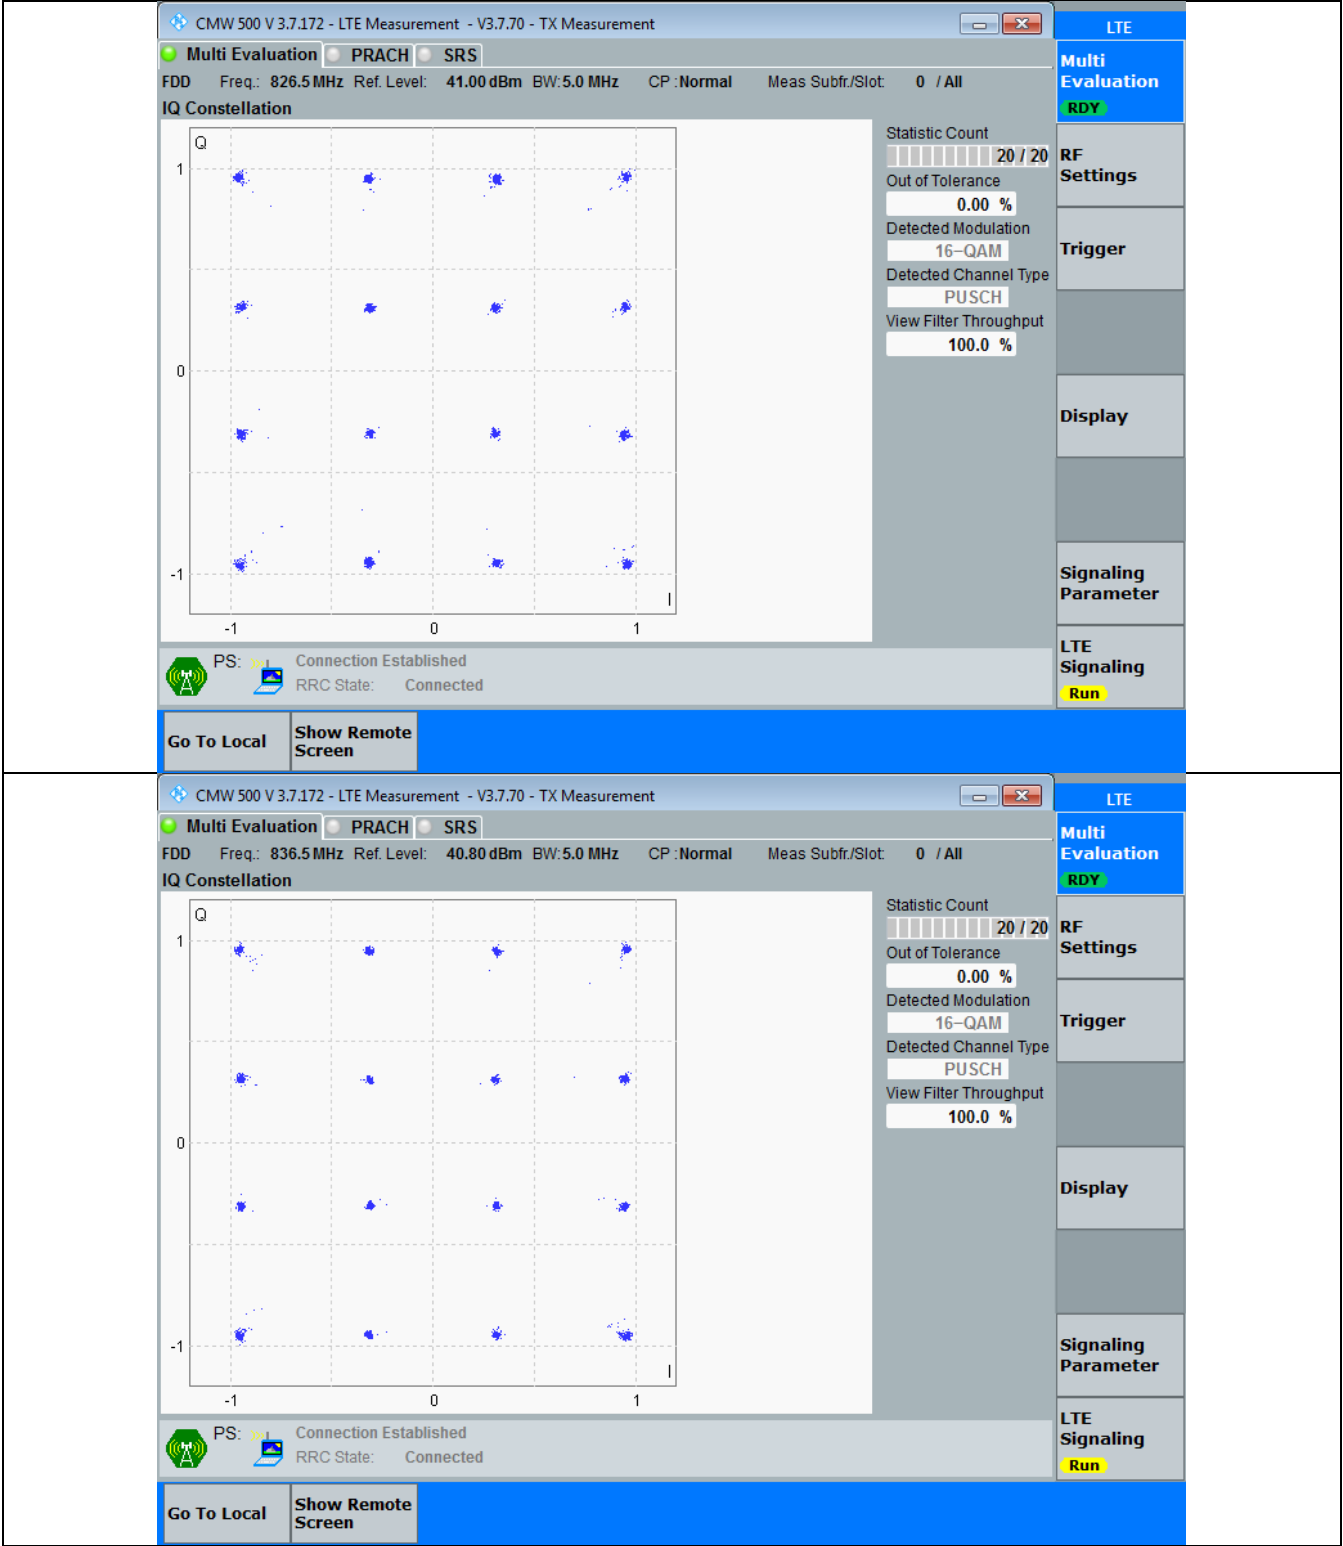 CMW 500 V 3.7.172 - LTE Measurement - V3.7.70 - TX Measurement
LTE
Multi Evaluation PRACH SRS
FDD Freq.: 826.5 MHz Ref. Level: 41.00 dBm BW: 5.0 MHz CP : Normal Meas Subfr./Slot: 0 / All
IQ Constellation
Q
1
0
-1
I
-1 0 1
Statistic Count
20 / 20
Out of Tolerance
0.00 %
Detected Modulation
16-QAM
Detected Channel Type
PUSCH
View Filter Throughput
100.0 %
Multi
Evaluation
RDY
RF
Settings
Trigger
Display
Signaling
Parameter
LTE
Signaling
Run
PS: Connection Established
RRC State: Connected
Go To Local
Show Remote
Screen
CMW 500 V 3.7.172 - LTE Measurement - V3.7.70 - TX Measurement
LTE
Multi Evaluation PRACH SRS
FDD Freq.: 836.5 MHz Ref. Level: 40.80 dBm BW: 5.0 MHz CP : Normal Meas Subfr./Slot: 0 / All
IQ Constellation
Q
1
0
-1
I
-1 0 1
Statistic Count
20 / 20
Out of Tolerance
0.00 %
Detected Modulation
16-QAM
Detected Channel Type
PUSCH
View Filter Throughput
100.0 %
Multi
Evaluation
RDY
RF
Settings
Trigger
Display
Signaling
Parameter
LTE
Signaling
Run
PS: Connection Established
RRC State: Connected
Go To Local
Show Remote
Screen